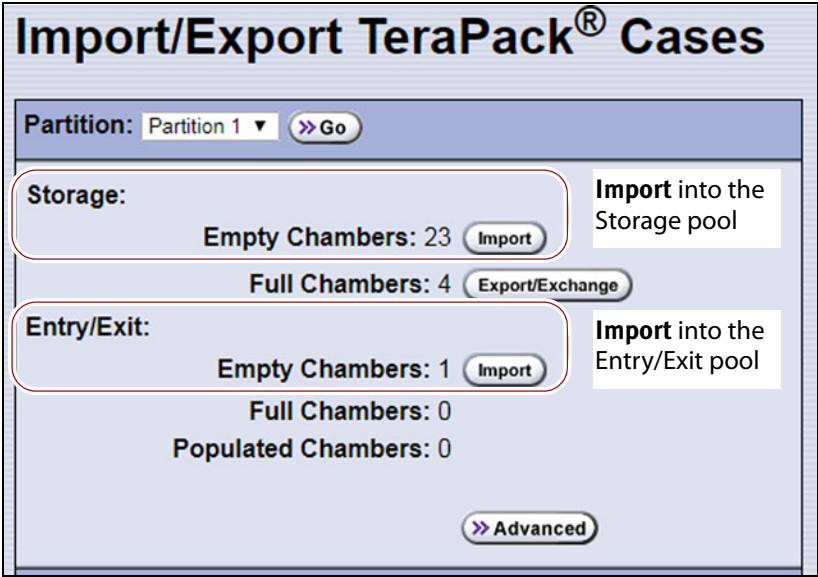 Import/Export TeraPack® Cases
Partition: Partition 1 ▼ >> Go
Storage:
Import into the
Storage pool
Empty Chambers: 23 Import
Full Chambers: 4 Export/Exchange
Entry/Exit:
Import into the
Entry/Exit pool
Empty Chambers: 1 Import
Full Chambers: 0
Populated Chambers: 0
>> Advanced